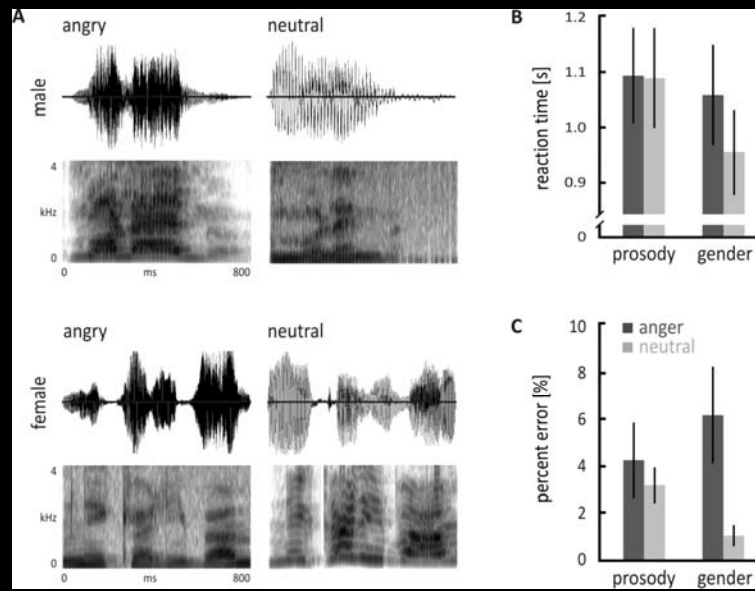 A
angry neutral
male
4
kHz
0
0 ms 800
angry neutral
female
4
kHz
0
0 ms 800
B
reaction time [s]
1.2
1.1
1.0
0.9
0
prosody gender
C
percent error [%]
10
8
6
4
2
0
anger
neutral
prosody gender